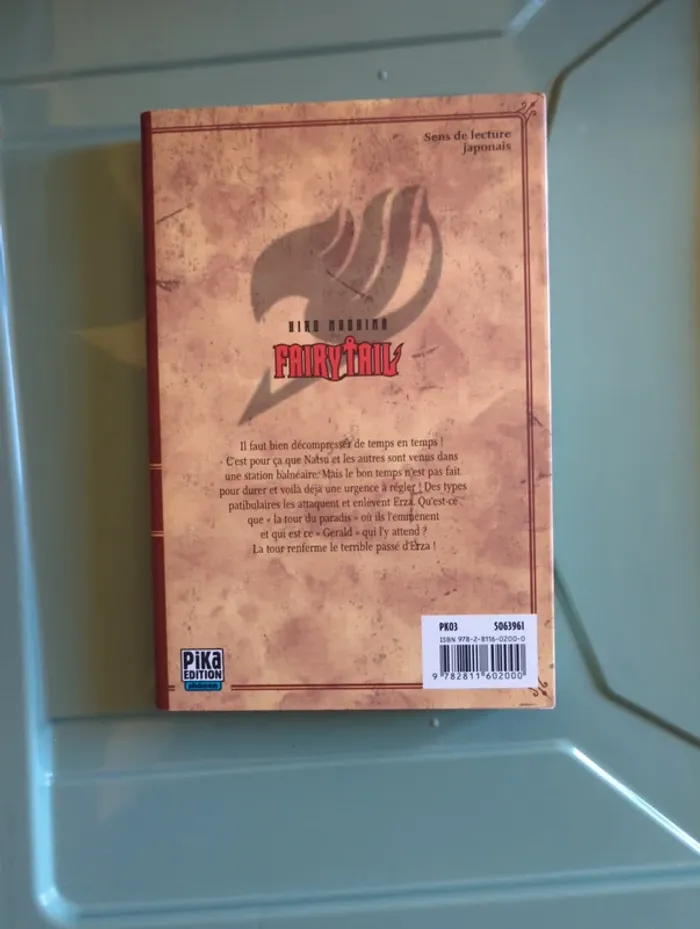 Sens de lecture
japonais
HIRO MASHIMA
FAIRY TAIL
Il faut bien décompresser de temps en temps !
C'est pour ça que Natsu et les autres sont venus dans
une station balnéaire. Mais le bon temps n'est pas fait
pour durer et voilà déjà une urgence à régler ! Des types
patibulaires les attaquent et enlèvent Erza. Qu'est-ce
que « la tour du paradis » où ils l'emmènent
et qui est ce « Gerald » qui l'y attend ?
La tour renferme le terrible passé d'Erza !
PK03 5063961
ISBN 978-2-8116-0200-0
9 782811 602000
PIKA
EDITION
shônen